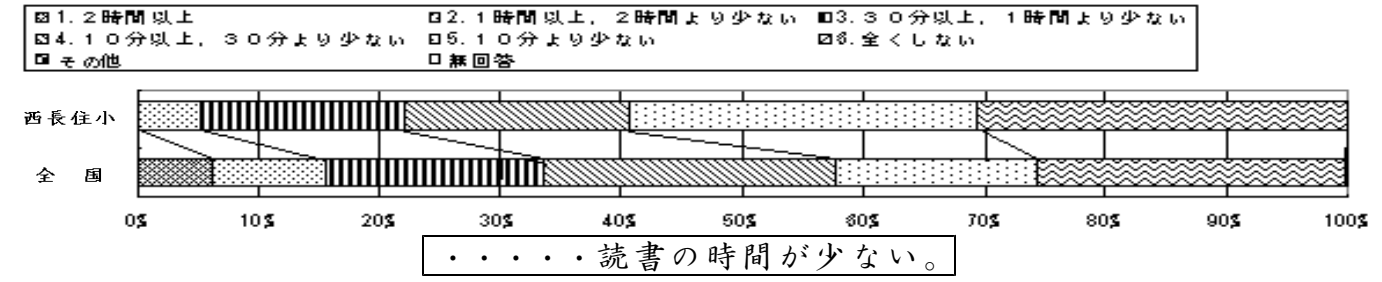 1.2時間以上 2.1時間以上,2時間より少ない 3.30分以上,1時間より少ない
4.10分以上,30分より少ない 5.10分より少ない 6.全くしない
その他 無回答
西長住小
全 国
0% 10% 20% 30% 40% 50% 60% 70% 80% 90% 100%
・・・・・読書の時間が少ない。